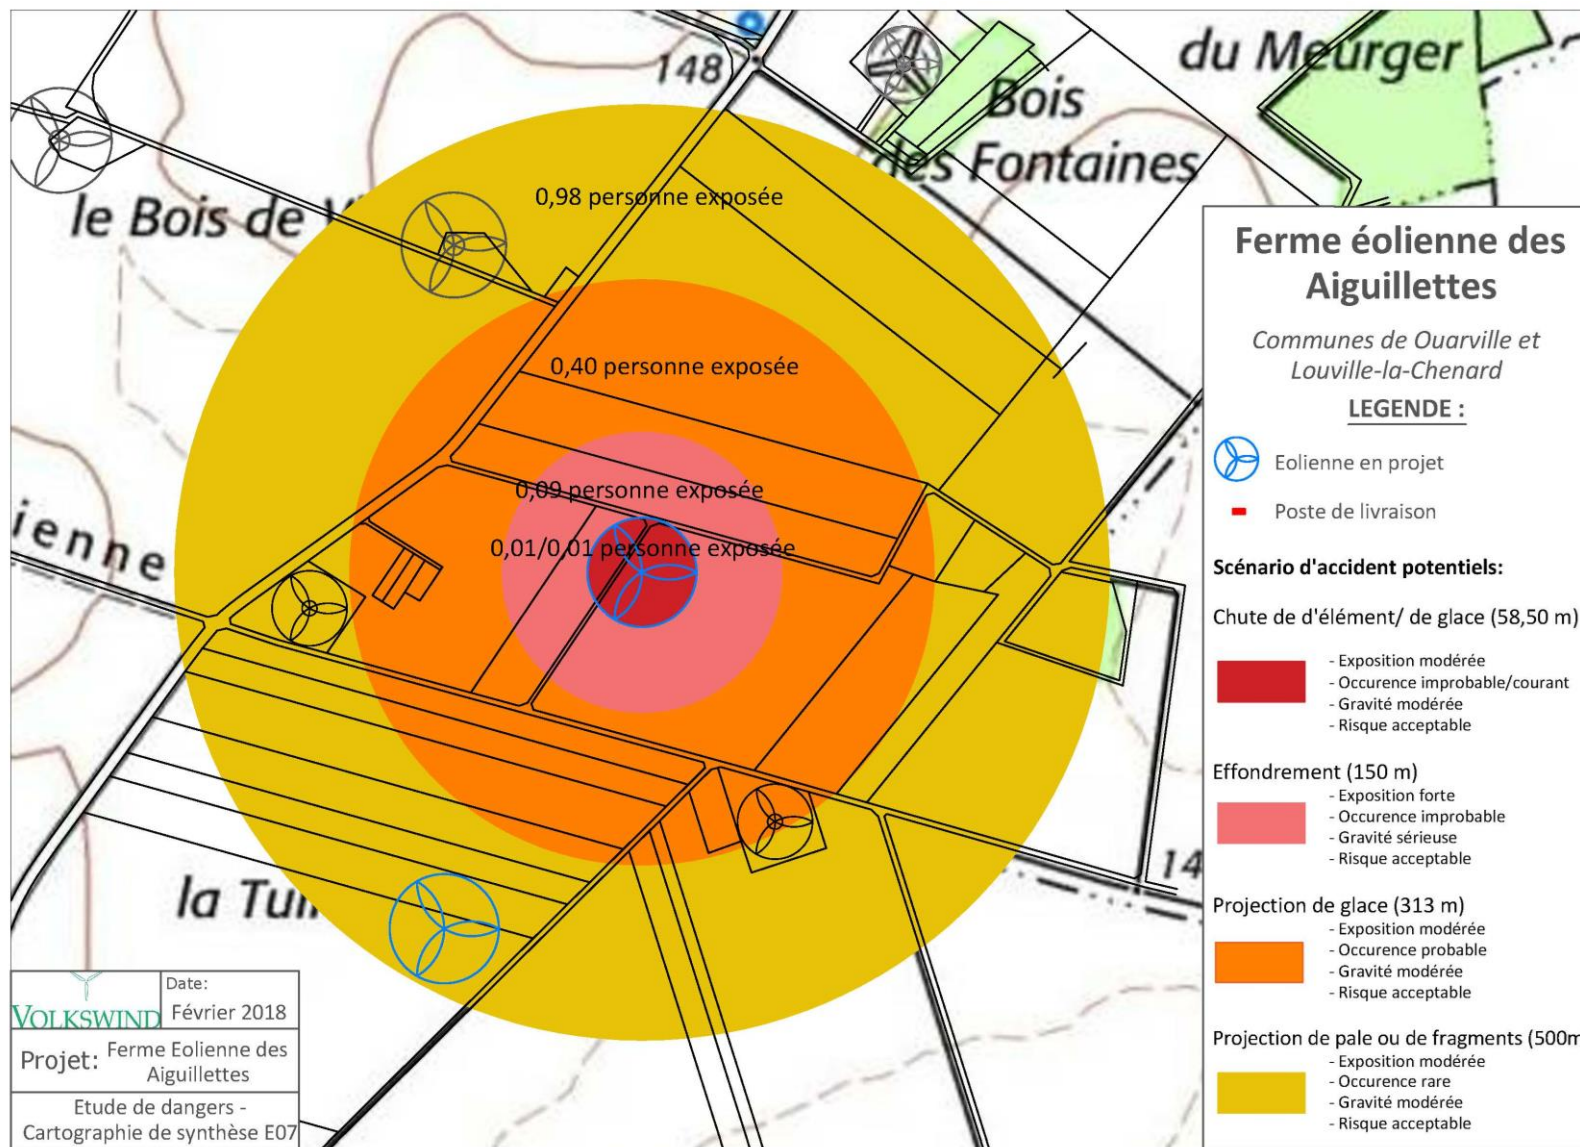 148
du Meurger
Bois
des Fontaines
le Bois de
0,98 personne exposée
0,40 personne exposée
0,09 personne exposée
0,01/0,01 personne exposée
ienne
la Tui
14
Ferme éolienne des
Aiguillettes
Communes de Ouarville et
Louville-la-Chenard
LEGENDE :
Eolienne en projet
Poste de livraison
Scénario d'accident potentiels:
Chute de d'élément/ de glace (58,50 m)
- Exposition modérée
- Occurence improbable/courant
- Gravité modérée
- Risque acceptable
Effondrement (150 m)
- Exposition forte
- Occurence improbable
- Gravité sérieuse
- Risque acceptable
Projection de glace (313 m)
- Exposition modérée
- Occurence probable
- Gravité modérée
- Risque acceptable
Projection de pale ou de fragments (500m
- Exposition modérée
- Occurence rare
- Gravité modérée
- Risque acceptable
VOLKSWIND
Date:
Février 2018
Projet: Ferme Eolienne des
Aiguillettes
Etude de dangers -
Cartographie de synthèse E07